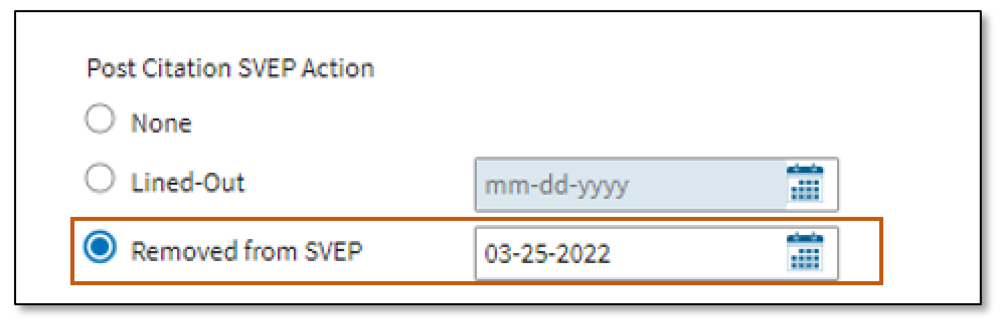 Post Citation SVEP Action
None
Lined-Out mm-dd-yyyy
Removed from SVEP 03-25-2022